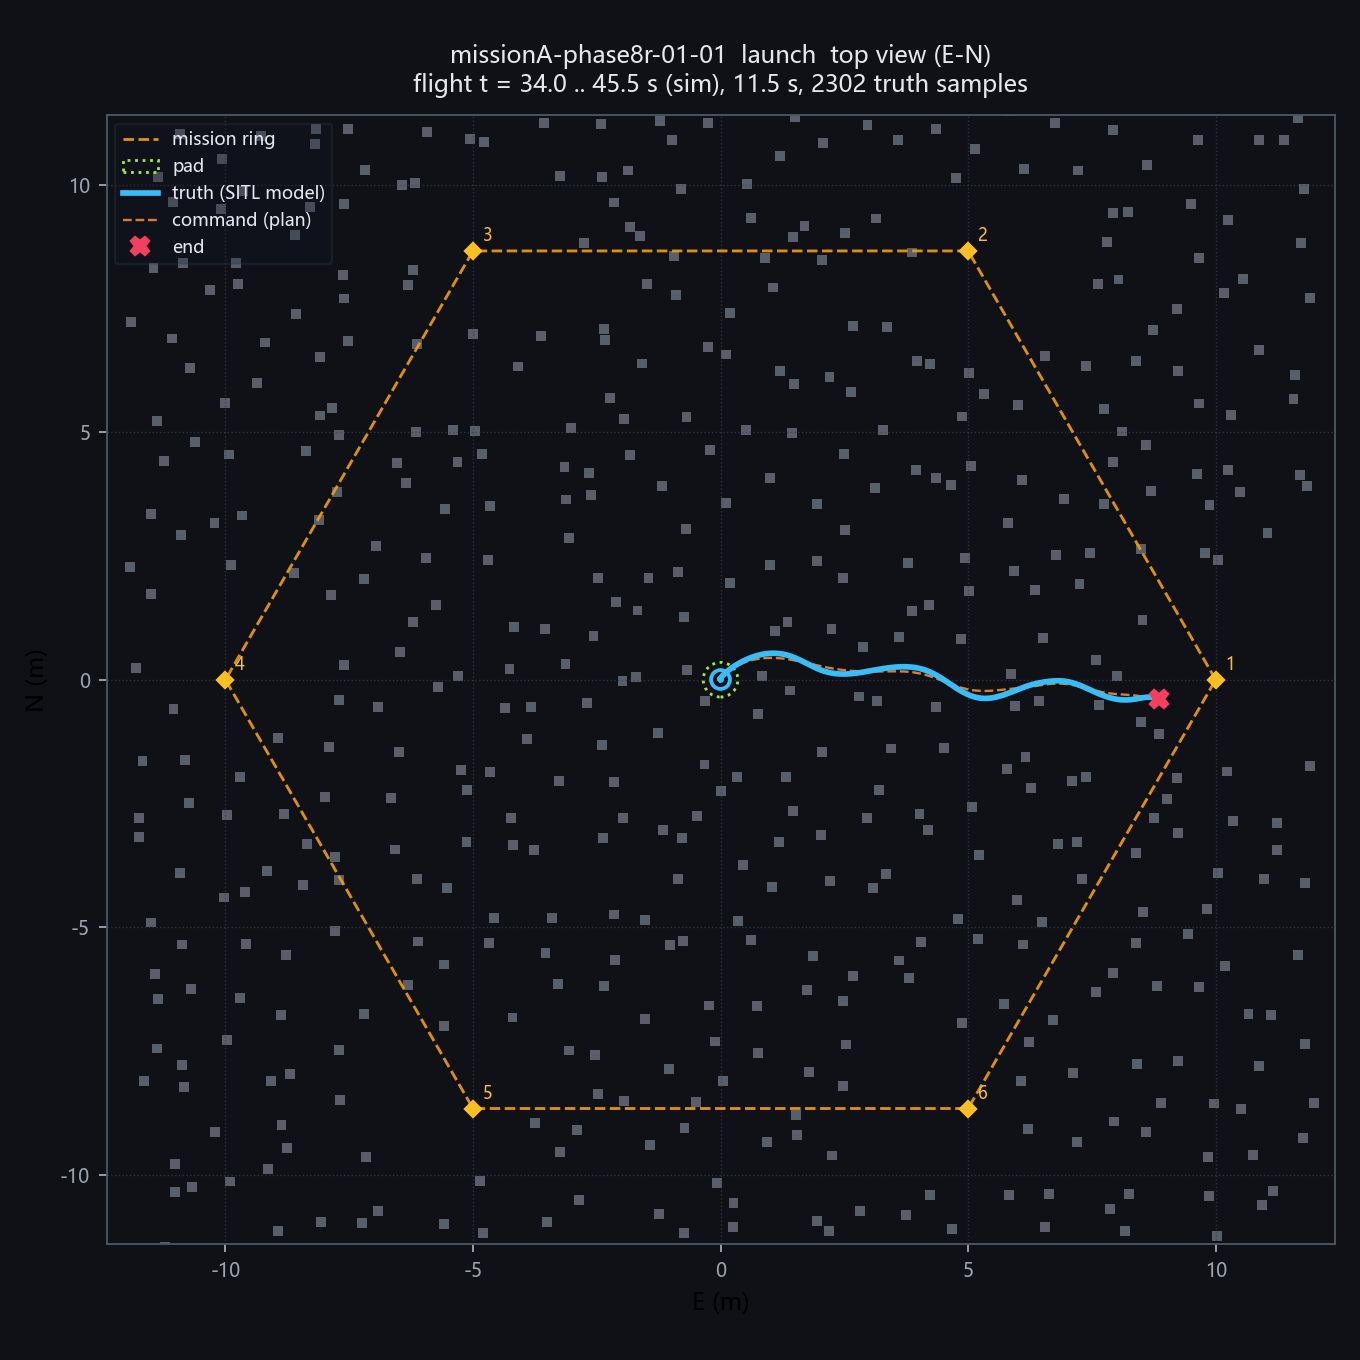 missionA-phase8r-01-01 launch top view (E-N)
flight t = 34.0 .. 45.5 s (sim), 11.5 s, 2302 truth samples
mission ring
pad
truth (SITL model)
command (plan)
end
10
5
0
-5
-10
N (m)
3
2
4
1
5
6
-10
-5
0
5
10
E (m)